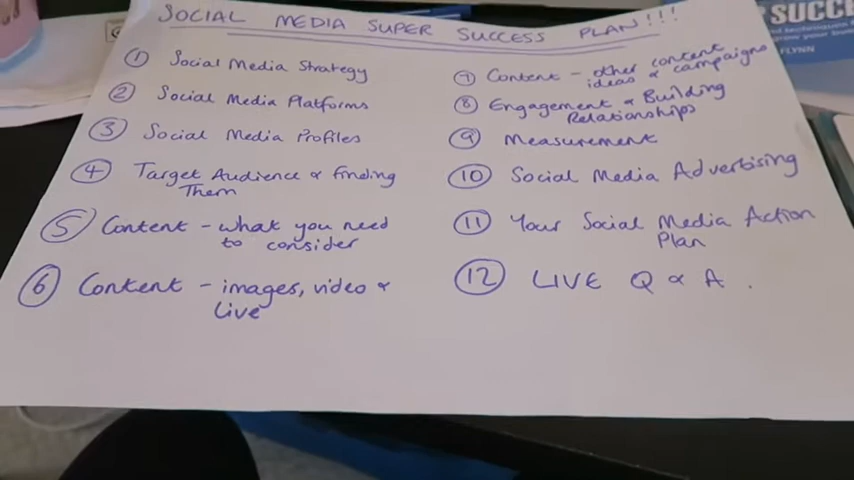 SOCIAL MEDIA SUPER SUCCESS PLAN!!!
① Social Media Strategy
② Social Media Platforms
③ Social Media Profiles
④ Target Audience & finding
Them
⑤ Content - what you need
to consider
⑥ Content - images, video &
Live
⑦ Content - other content
ideas & campaigns
⑧ Engagement & Building
Relationships
⑨ Measurement
⑩ Social Media Advertising
⑪ Your Social Media Action
Plan
⑫ LIVE Q & A.
SUCCE
FLYNN